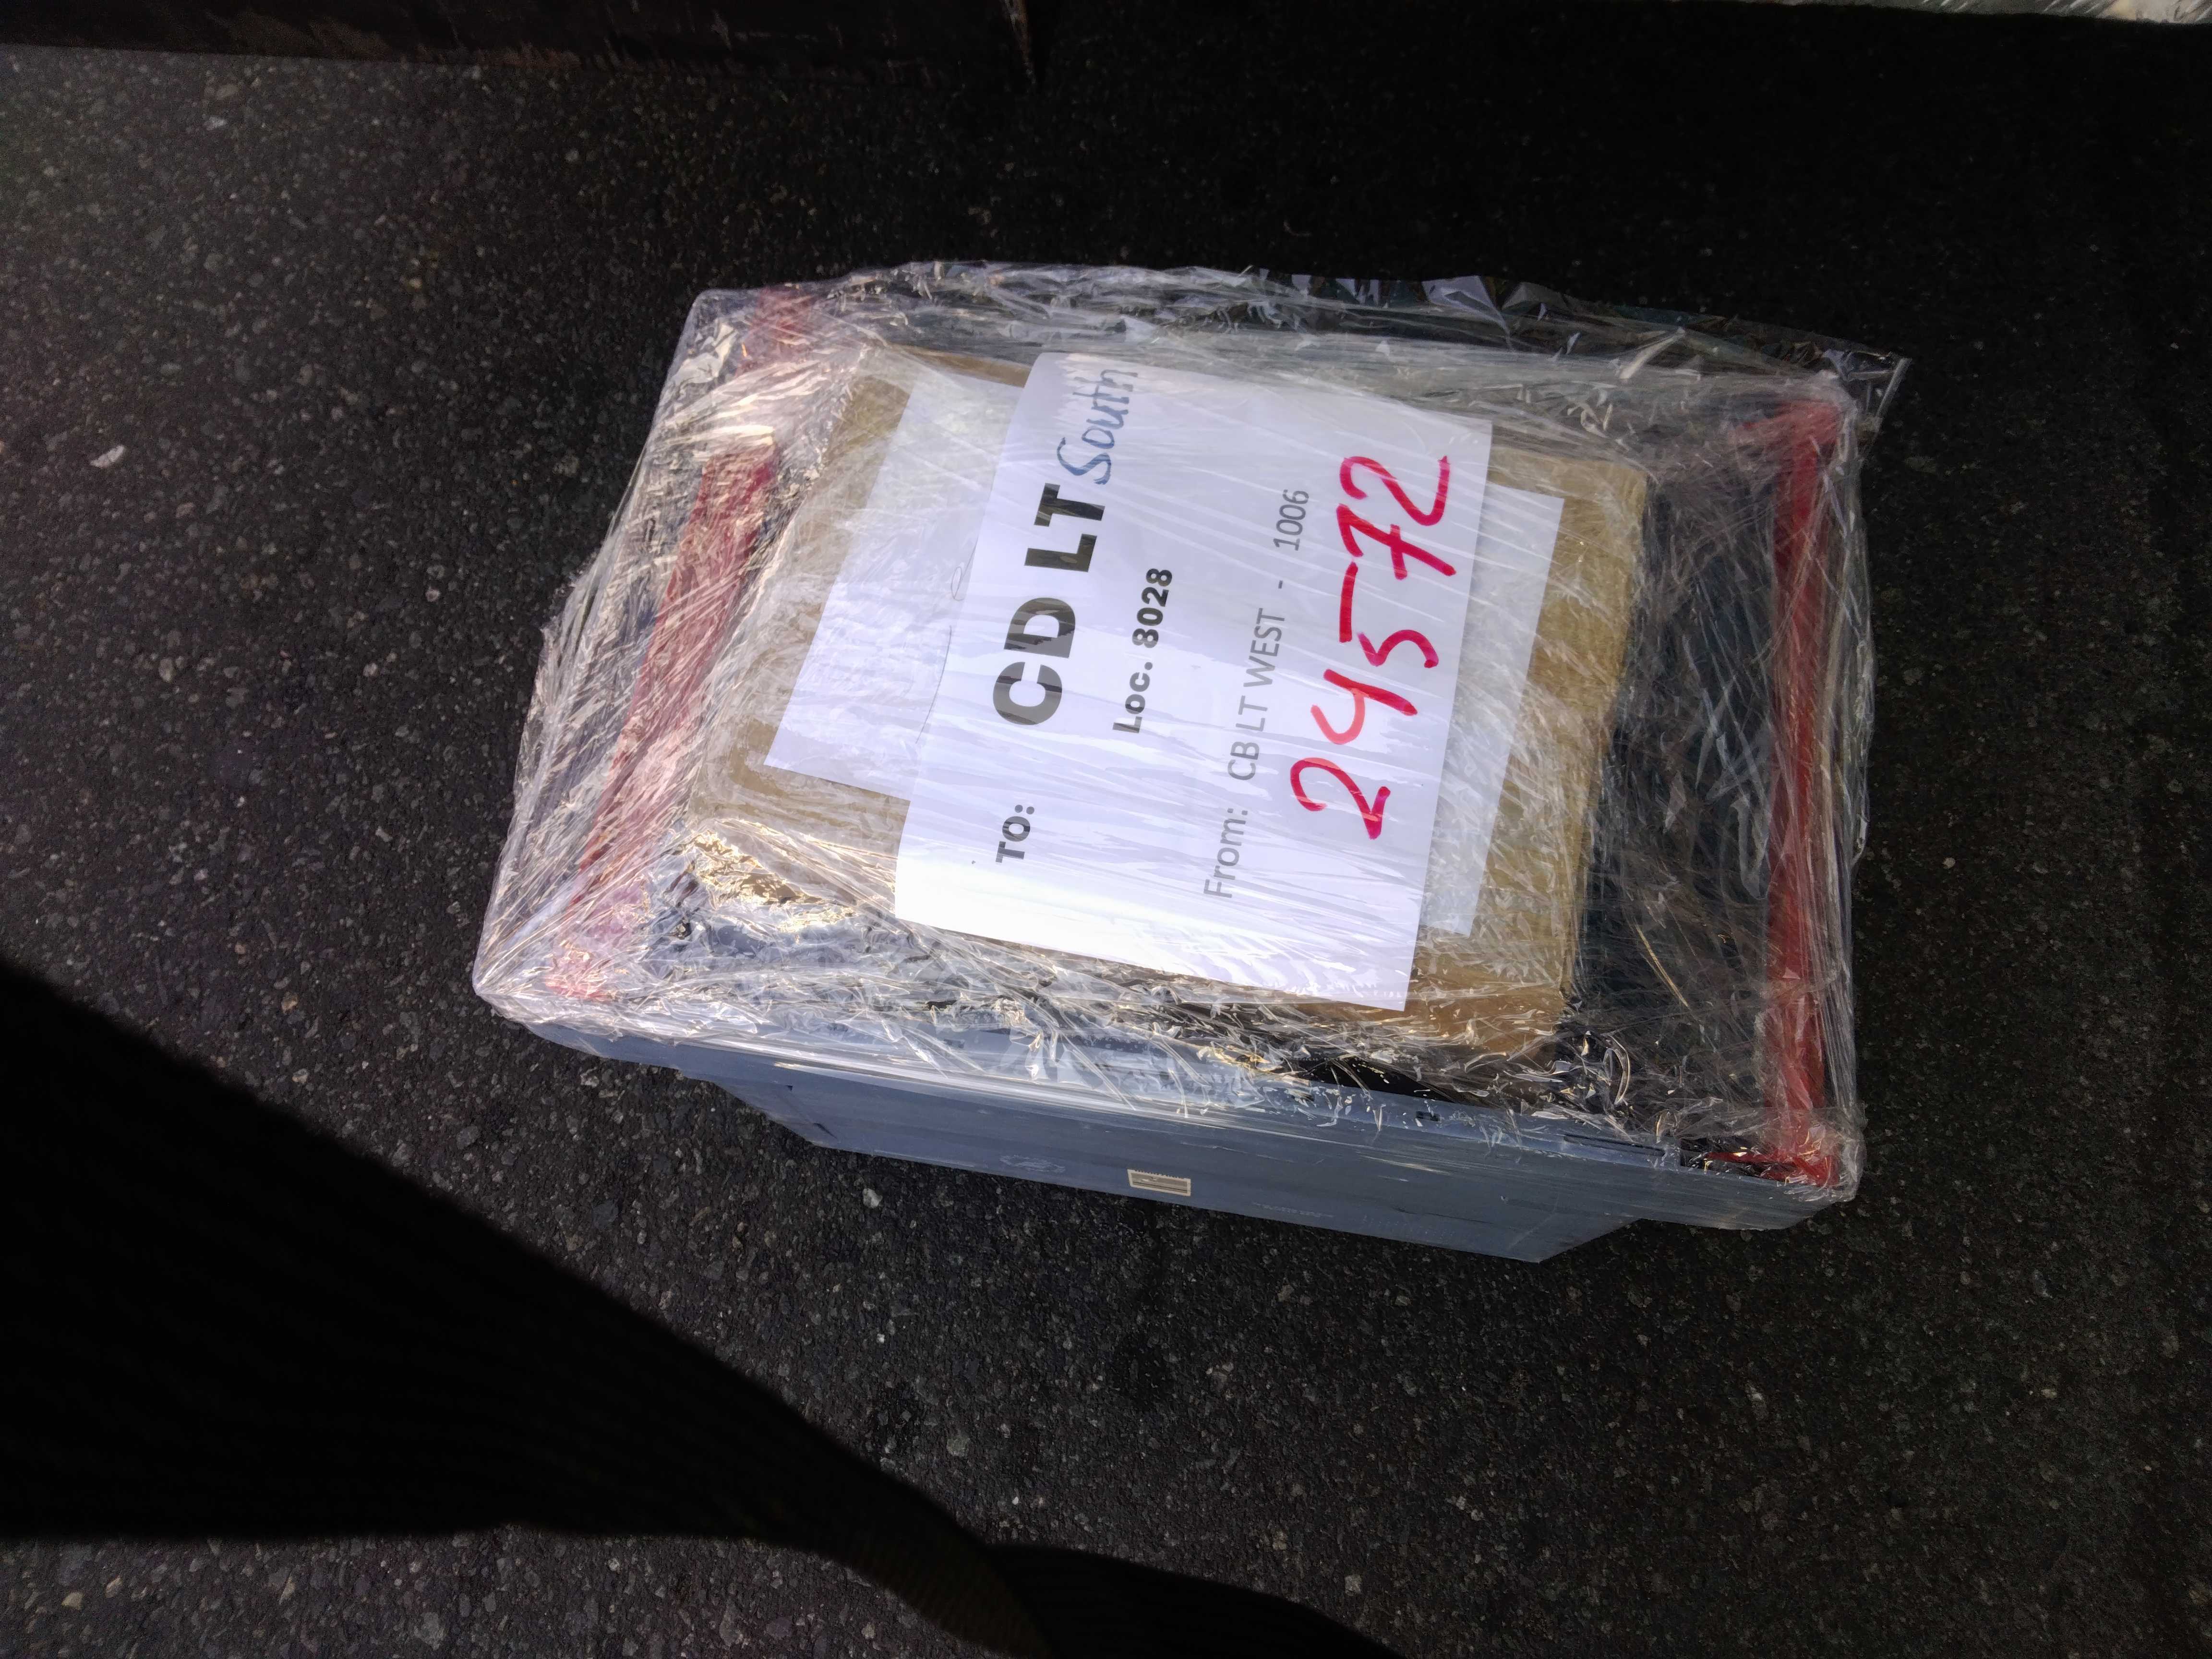 TO: CD LT South
Loc. 8028
From: CB LT WEST - 1006
24572